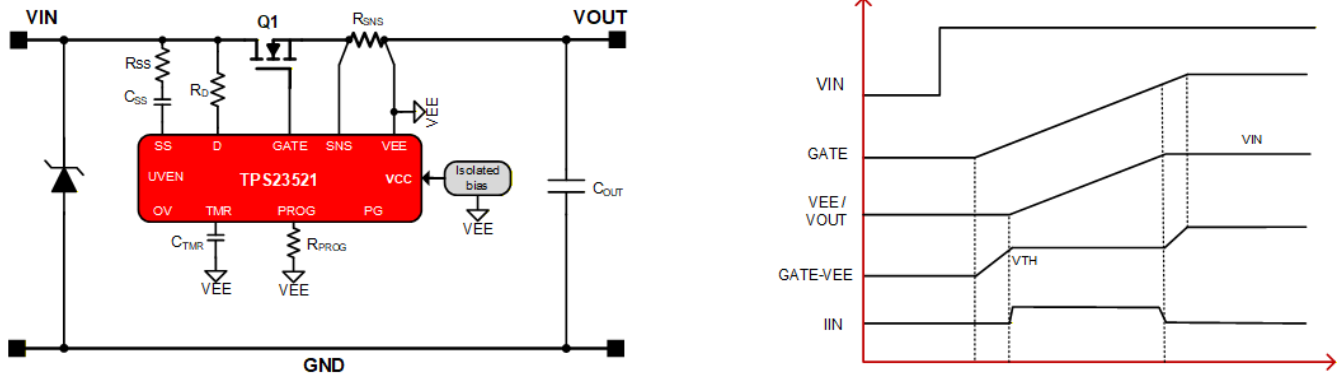 VIN
Q1
RSNS
VOUT
RSS
CSS
RD
VEE
SS
D
GATE
SNS
VEE
UVEN
TPS23521
VCC
Isolated
bias
COUT
OV
TMR
PROG
PG
VEE
CTMR
RPROG
VEE
VEE
GND
VIN
GATE
VIN
VEE /
VOUT
VTH
GATE-VEE
IIN